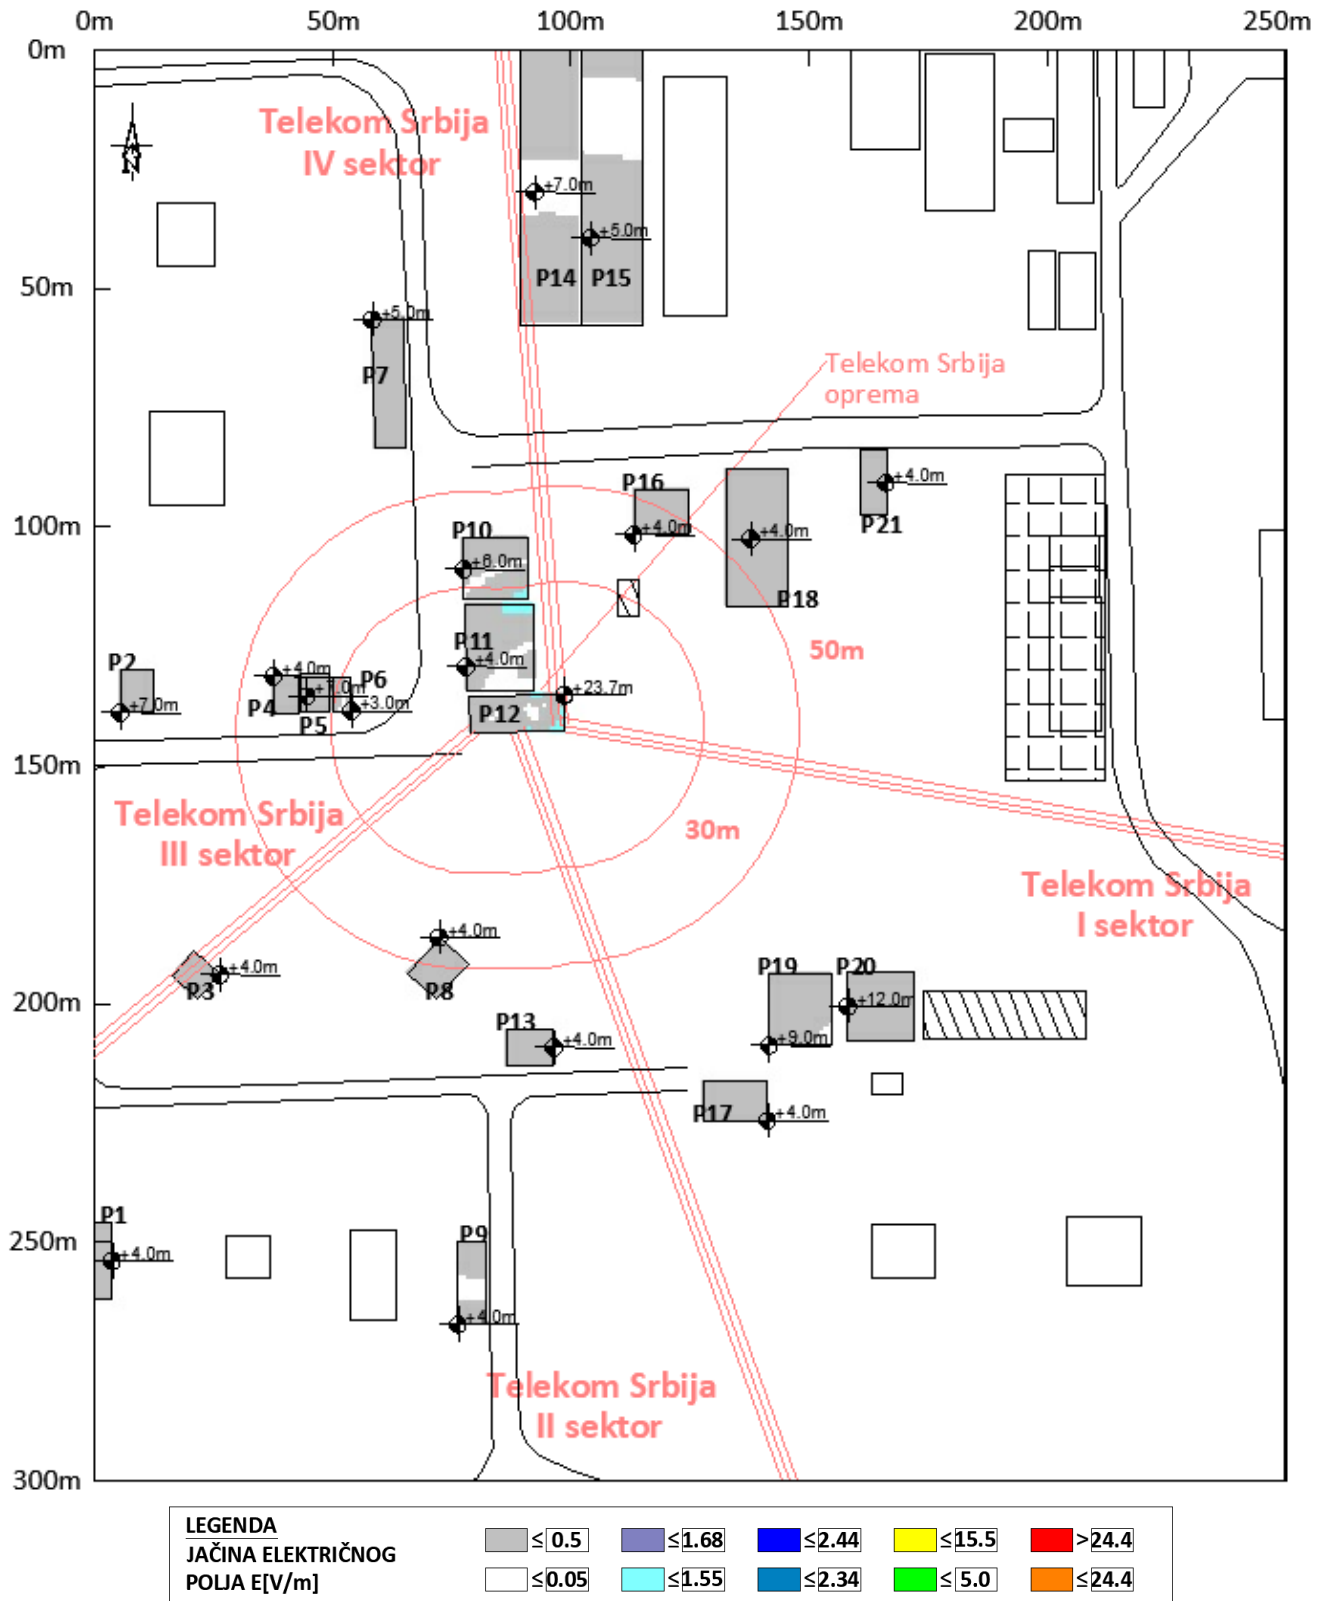 0m 50m 100m 150m 200m 250m
0m
Telekom Srbija
IV sektor
N
+7.0m
+5.0m
P14 P15
50m
+5.0m
P7
Telekom Srbija
oprema
P16
+4.0m
+4.0m
P21
100m
P10
+4.0m
+4.0m
P18
P11
+4.0m
50m
P2
+4.0m
P6
+7.0m
P4
+3.0m
P5
+23.7m
P12
150m
Telekom Srbija
III sektor
30m
Telekom Srbija
I sektor
+4.0m
+4.0m
P3
P8
P19 P20
+12.0m
200m
P13
+4.0m
+9.0m
P17
+4.0m
P1
+4.0m
250m
P9
+4.0m
Telekom Srbija
II sektor
300m
LEGENDA
JAČINA ELEKTRIČNOG
POLJA E[V/m]
≤ 0.5 ≤1.68 ≤2.44 ≤15.5 >24.4
≤0.05 ≤1.55 ≤2.34 ≤ 5.0 ≤24.4